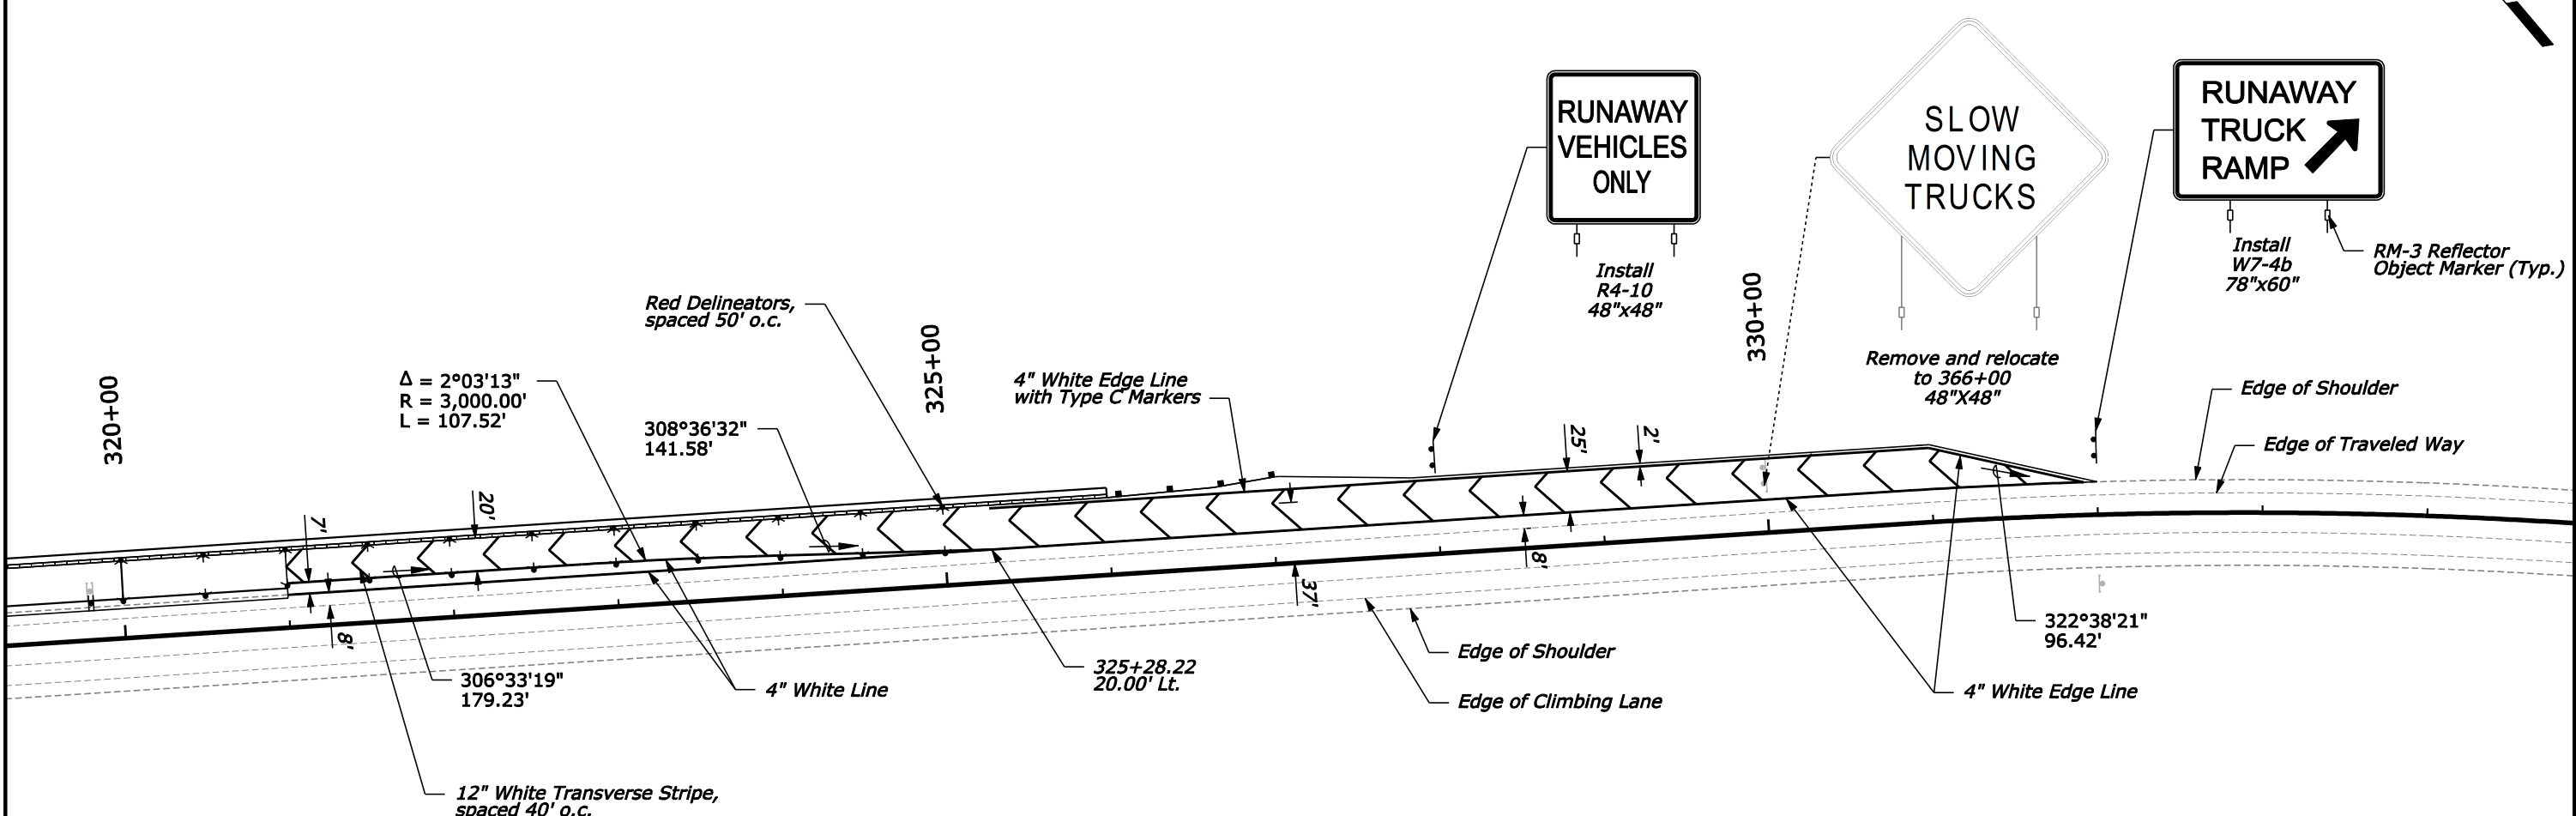 RUNAWAY
VEHICLES
ONLY
Install
R4-10
48"x48"
SLOW
MOVING
TRUCKS
Remove and relocate
to 366+00
48"X48"
RUNAWAY
TRUCK
RAMP
Install
W7-4b
78"x60"
RM-3 Reflector
Object Marker (Typ.)
320+00
325+00
330+00
Red Delineators,
spaced 50' o.c.
Δ = 2°03'13"
R = 3,000.00'
L = 107.52'
308°36'32"
141.58'
4" White Edge Line
with Type C Markers
Edge of Shoulder
Edge of Traveled Way
7'
20'
25'
2'
8'
8'
37'
306°33'19"
179.23'
4" White Line
325+28.22
20.00' Lt.
Edge of Shoulder
Edge of Climbing Lane
322°38'21"
96.42'
4" White Edge Line
12" White Transverse Stripe,
spaced 40' o.c.